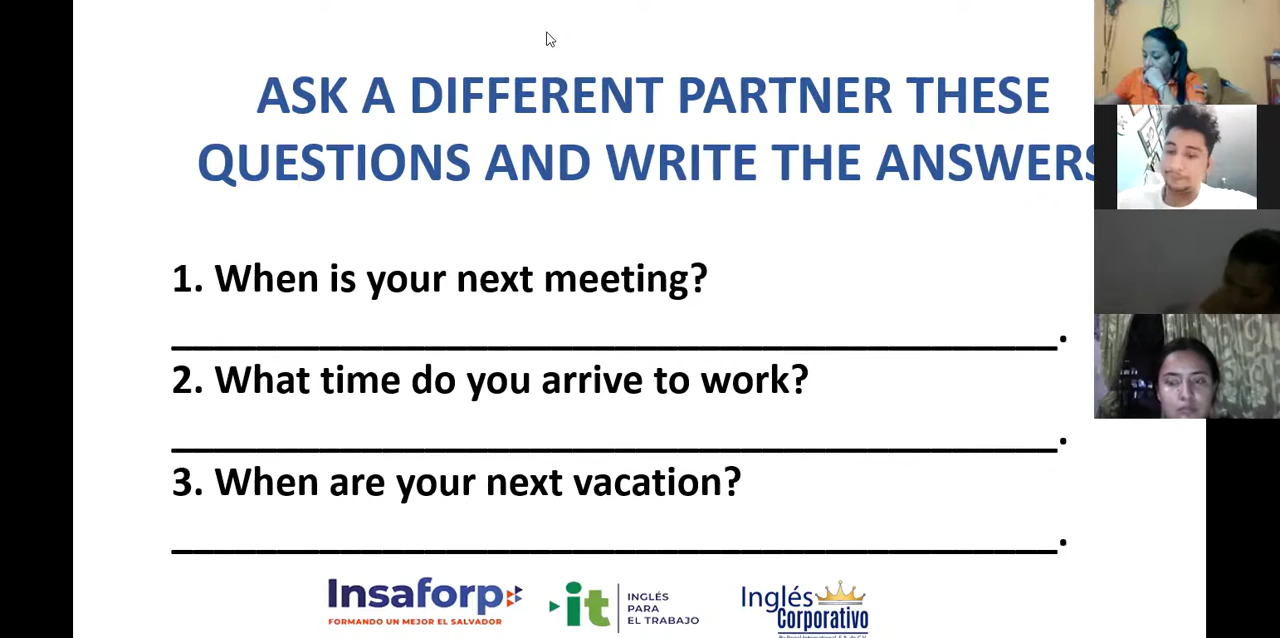 ASK A DIFFERENT PARTNER THESE
QUESTIONS AND WRITE THE ANSWERS
1. When is your next meeting?
.
2. What time do you arrive to work?
.
3. When are your next vacation?
.
Insaforp
FORMANDO UN MEJOR EL SALVADOR
it
INGLÉS
PARA
EL TRABAJO
Inglés
Corporativo